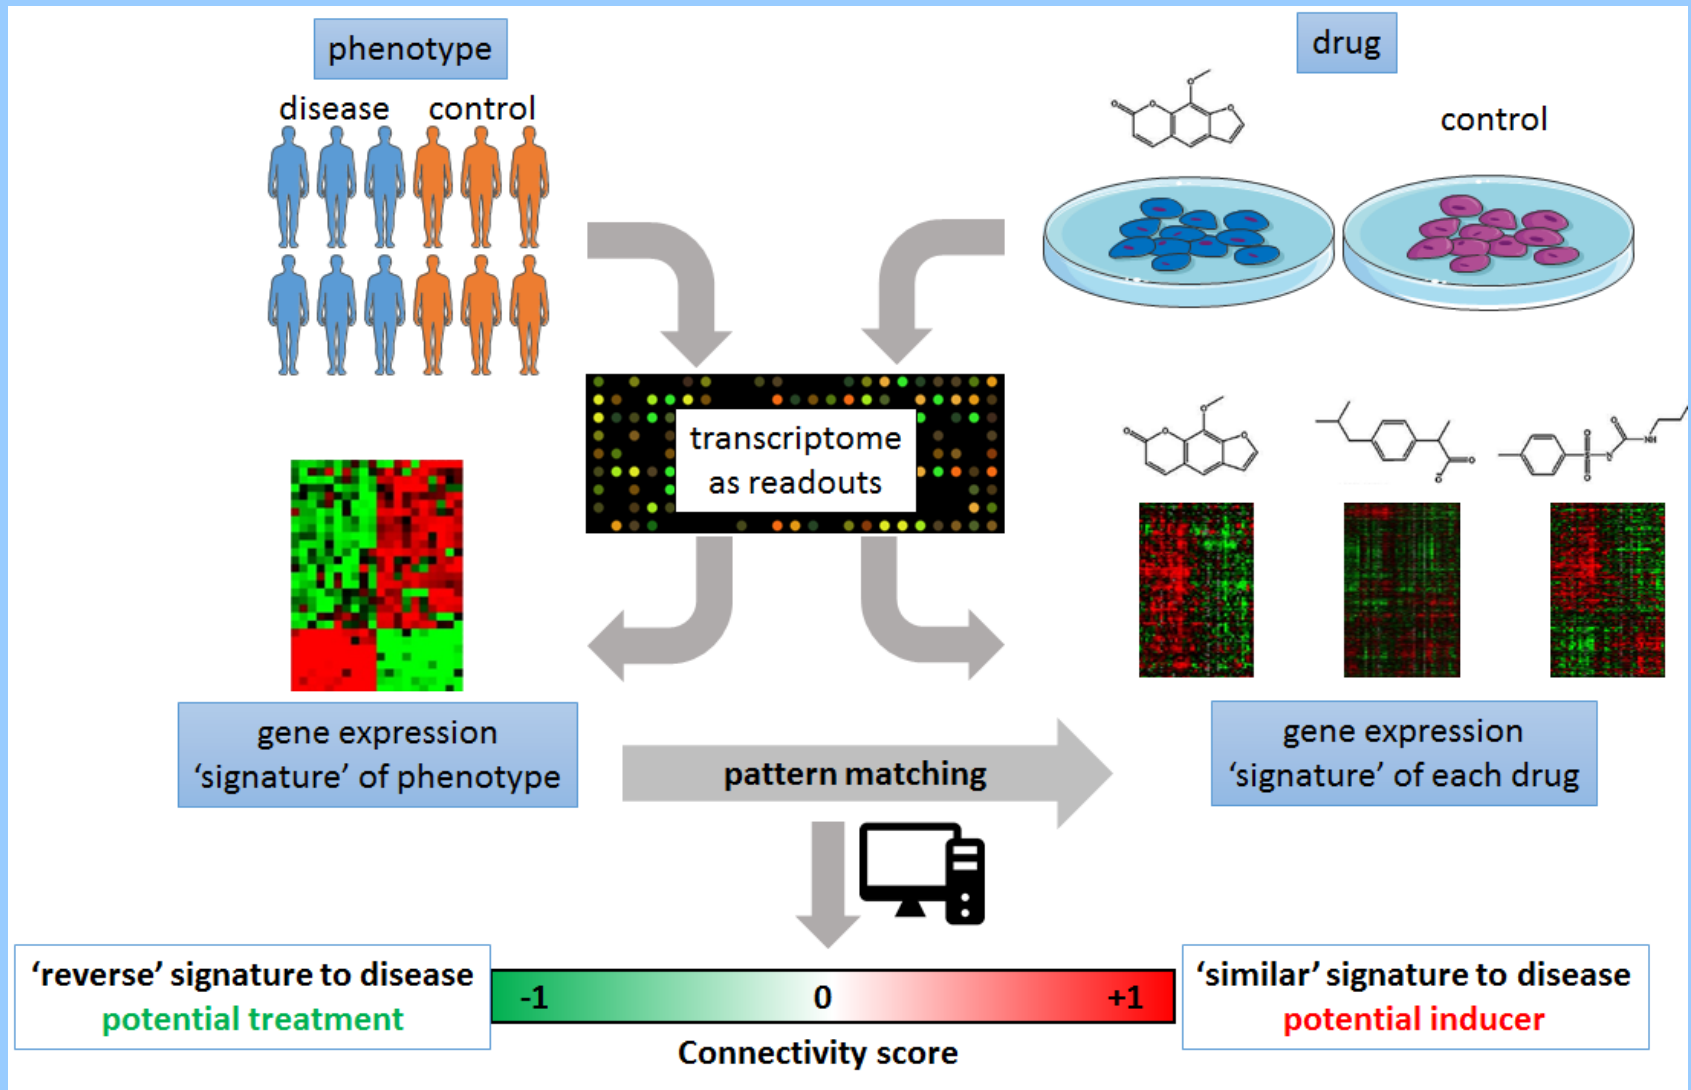 phenotype
drug
disease
control
control
transcriptome
as readouts
gene expression
‘signature’ of phenotype
gene expression
‘signature’ of each drug
pattern matching
‘reverse’ signature to disease
potential treatment
-1
0
+1
‘similar’ signature to disease
potential inducer
Connectivity score